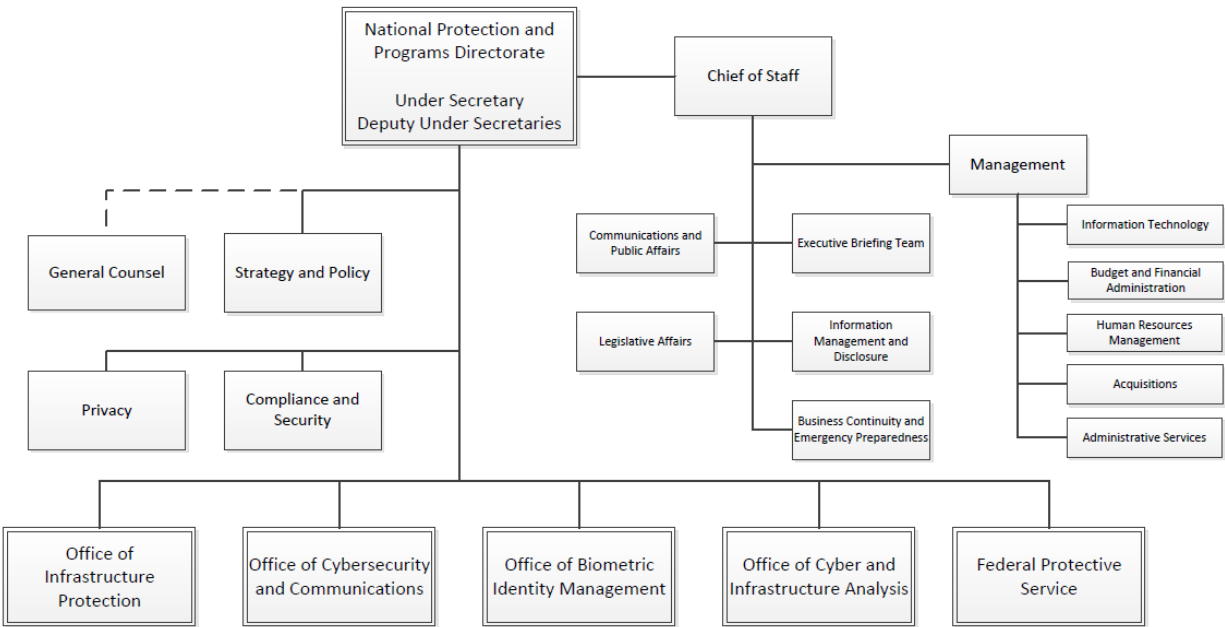 National Protection and
Programs Directorate
Under Secretary
Deputy Under Secretaries
Chief of Staff
Management
General Counsel
Strategy and Policy
Communications and
Public Affairs
Executive Briefing Team
Information Technology
Budget and Financial
Administration
Legislative Affairs
Information
Management and
Disclosure
Human Resources
Management
Privacy
Compliance and
Security
Acquisitions
Business Continuity and
Emergency Preparedness
Administrative Services
Office of
Infrastructure
Protection
Office of Cybersecurity
and Communications
Office of Biometric
Identity Management
Office of Cyber and
Infrastructure Analysis
Federal Protective
Service